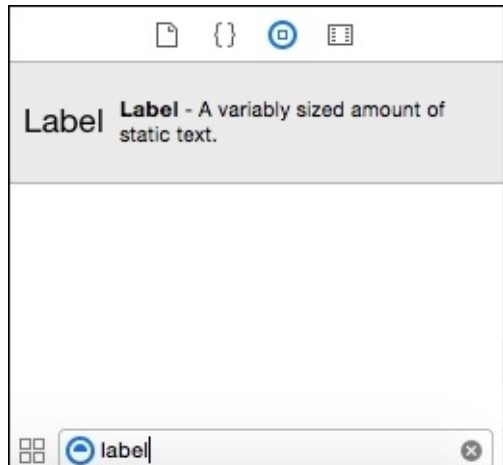 {}
Label
Label - A variably sized amount of
static text.
label